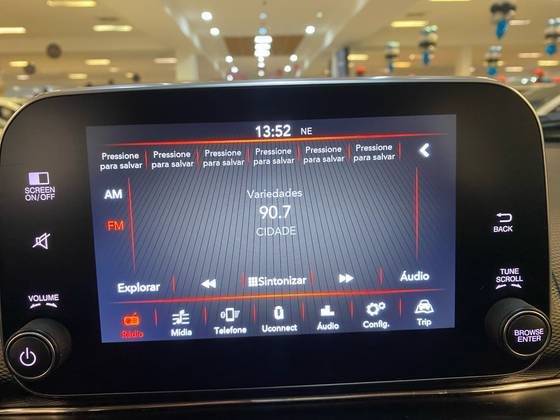 13:52 NE
Pressione para salvar
Pressione para salvar
Pressione para salvar
Pressione para salvar
Pressione para salvar
Pressione para salvar
SCREEN
ON/OFF
AM
FM
Variedades
90.7
CIDADE
BACK
Explorar
Sintonizar
Áudio
VOLUME
TUNE
SCROLL
Rádio
Mídia
Telefone
Uconnect
Áudio
Config.
Trip
BROWSE
ENTER